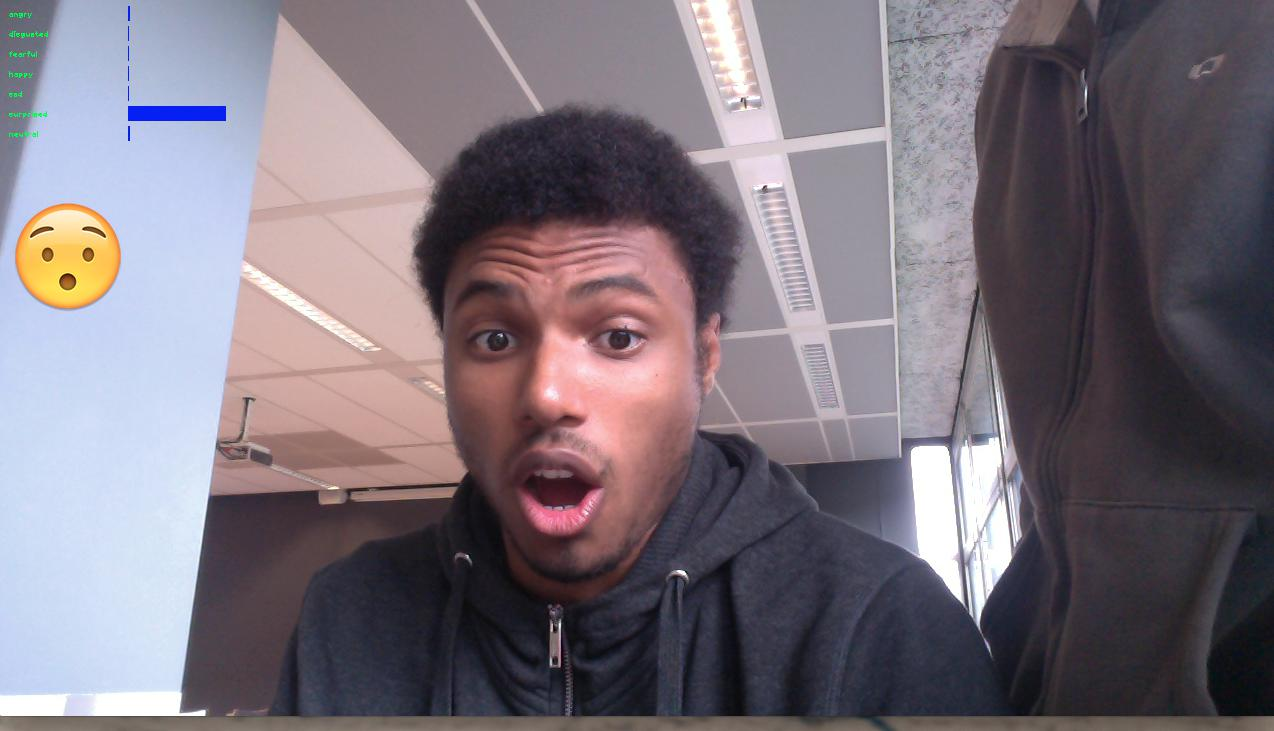 angry
disgusted
fearful
happy
sad
surprised
neutral